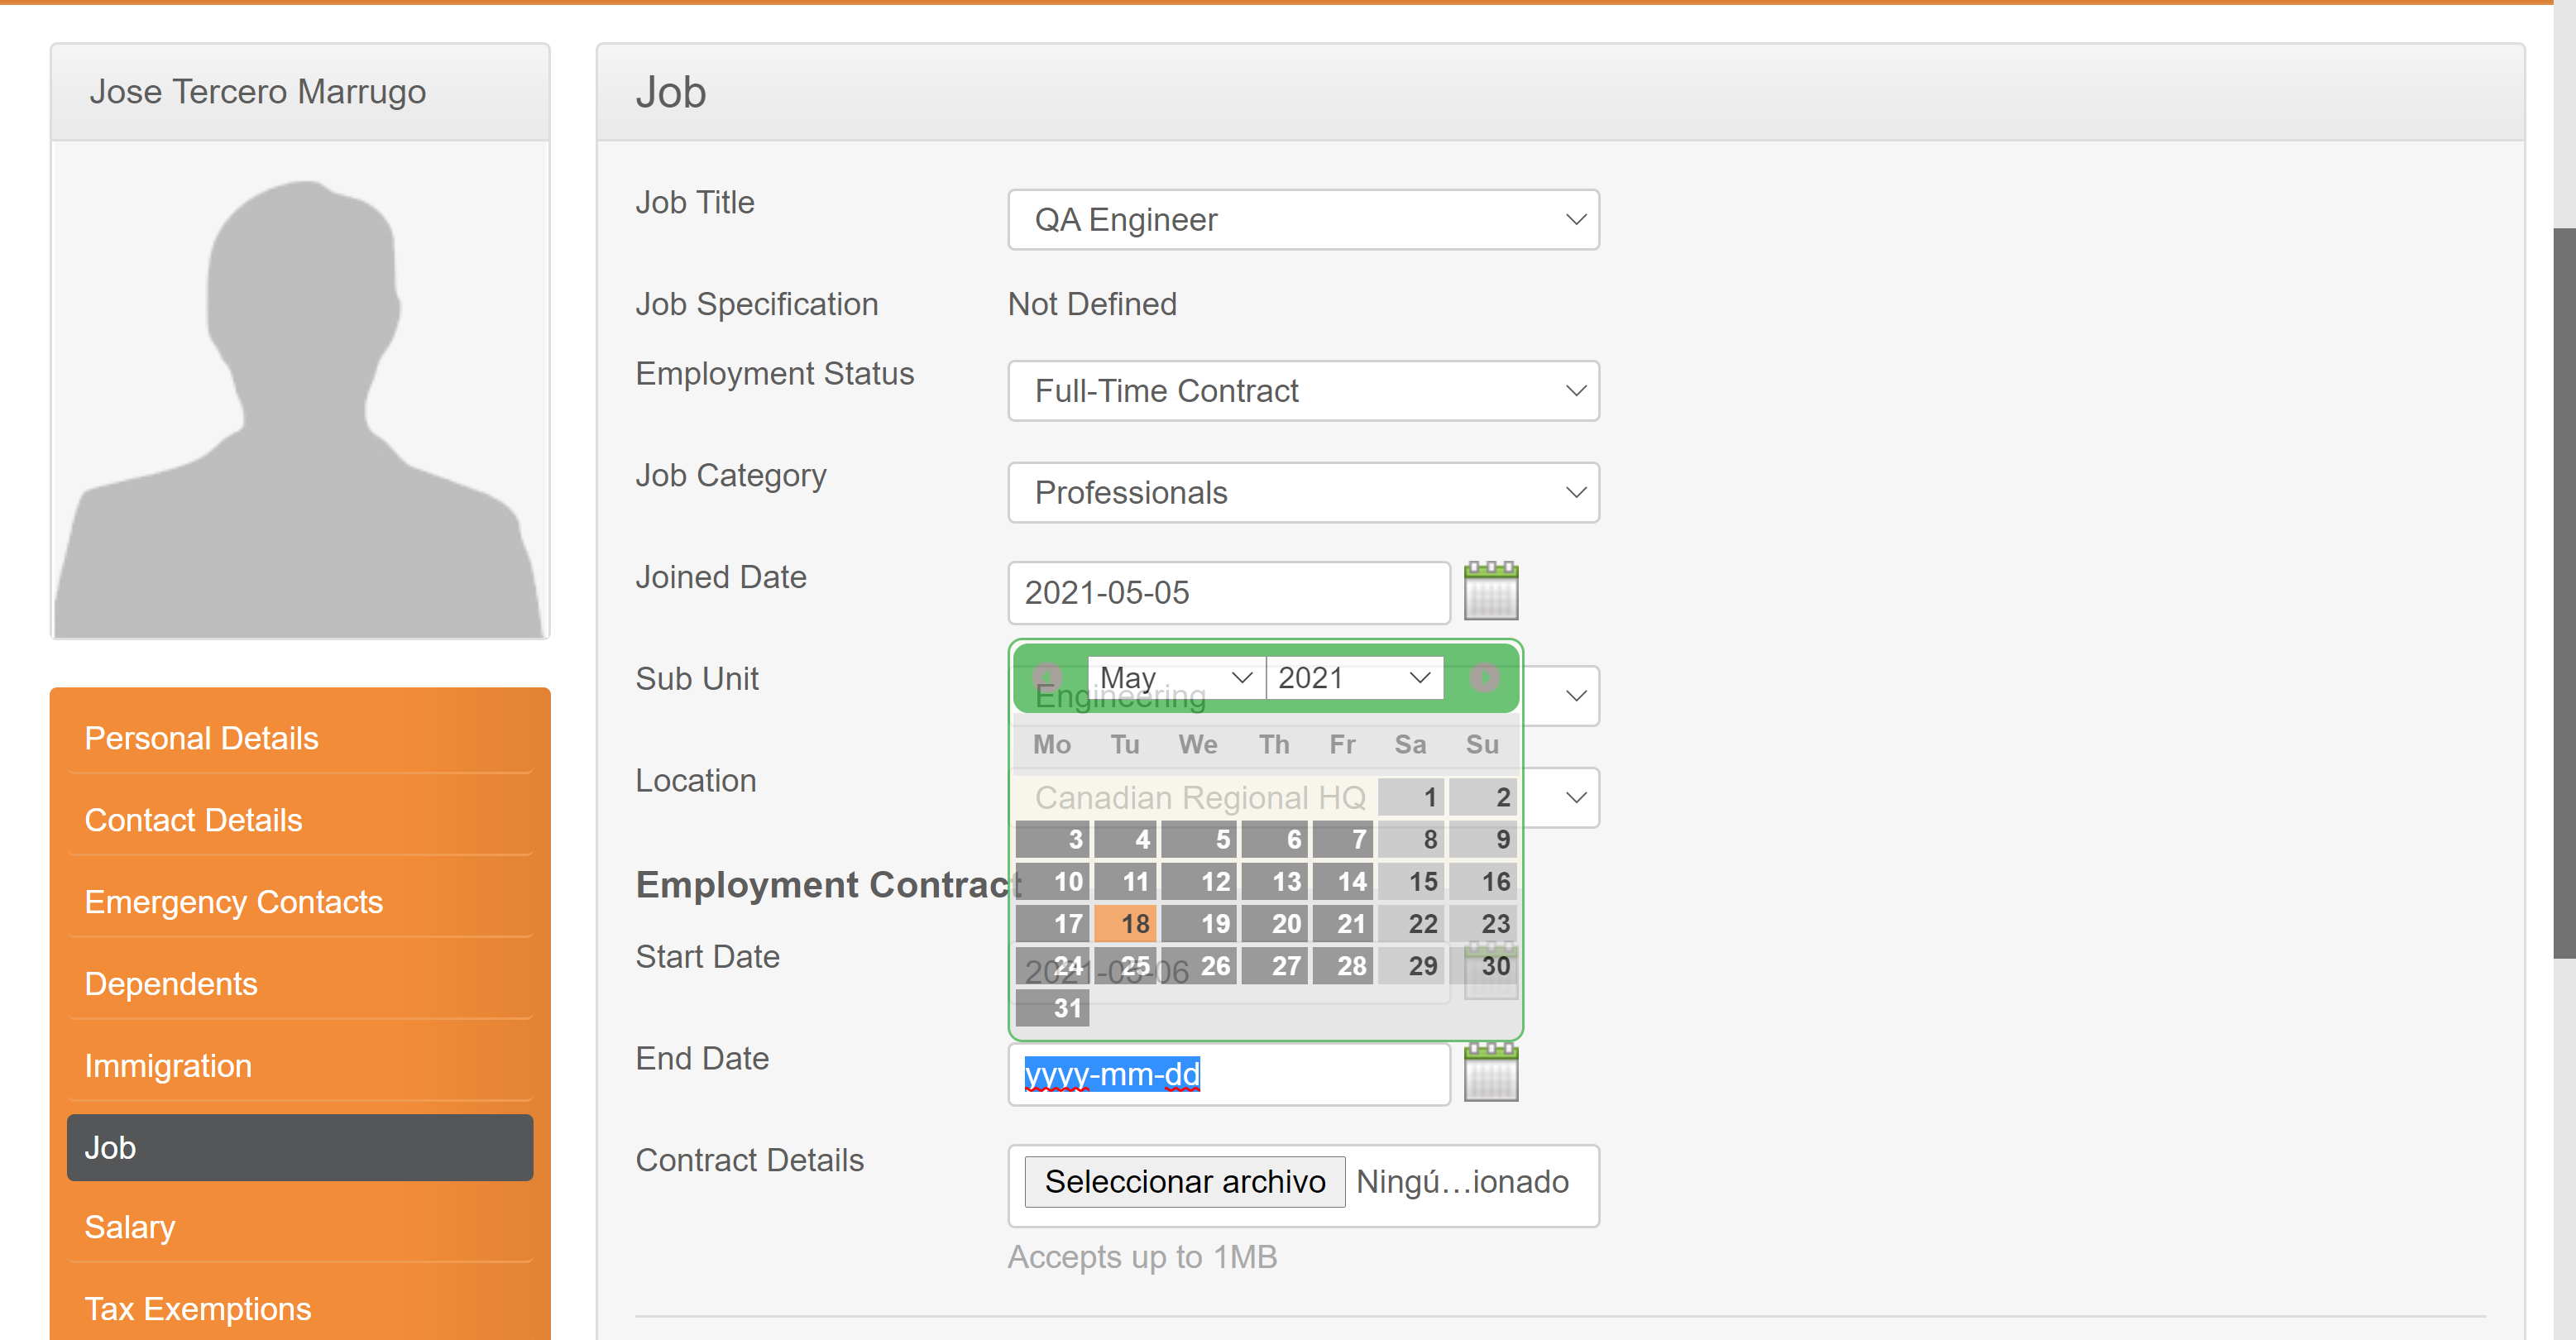 Jose Tercero Marrugo
Personal Details
Contact Details
Emergency Contacts
Dependents
Immigration
Job
Salary
Tax Exemptions
Job
Job Title
QA Engineer
Job Specification
Not Defined
Employment Status
Full-Time Contract
Job Category
Professionals
Joined Date
2021-05-05
Sub Unit
Engineering
May 2021
Mo Tu We Th Fr Sa Su
Location
Canadian Regional HQ
1 2
3 4 5 6 7 8 9
Employment Contract
10 11 12 13 14 15 16
17 18 19 20 21 22 23
Start Date
2021-05-06
24 25 26 27 28 29 30
31
End Date
yyyy-mm-dd
Contract Details
Seleccionar archivo Ningú…ionado
Accepts up to 1MB